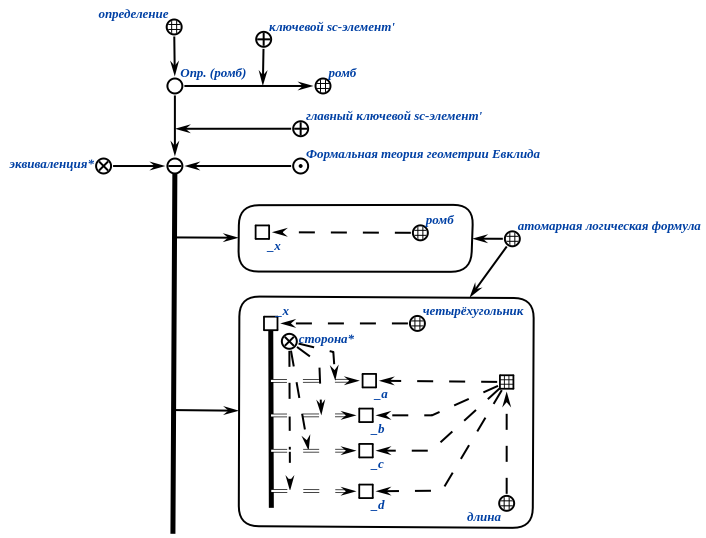 определение
ключевой sc-элемент'
Опр. (ромб)
ромб
главный ключевой sc-элемент'
эквиваленция*
Формальная теория геометрии Евклида
ромб
атомарная логическая формула
_x
_x
четырёхугольник
сторона*
_a
_b
_c
_d
длина